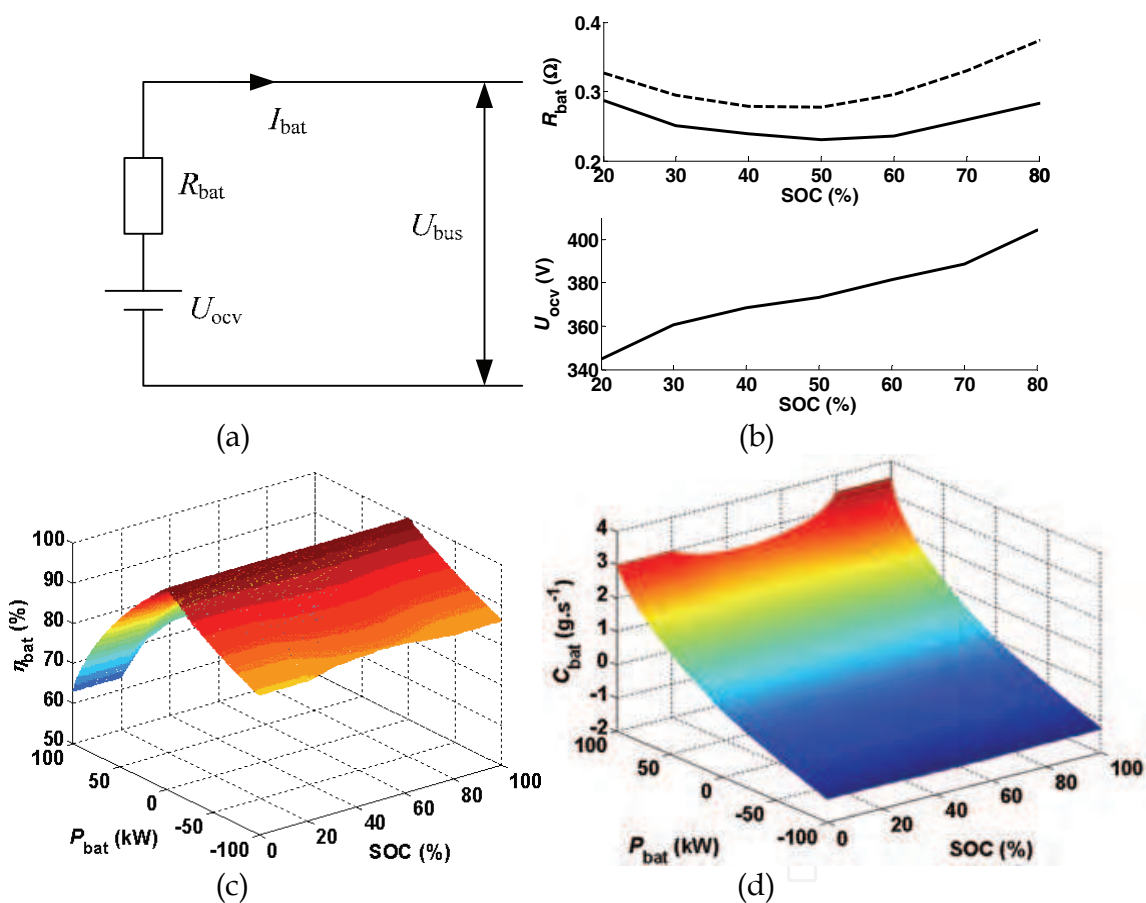 I_bat
R_bat
U_bus
U_ocv
(a)
R_bat (Ω)
0.4
0.3
0.2
20 30 40 50 60 70 80
SOC (%)
U_ocv (V)
400
380
360
340
20 30 40 50 60 70 80
SOC (%)
(b)
η_bat (%)
100
90
80
70
60
50
100 50 0 -50 -100
P_bat (kW)
0 20 40 60 80 100
SOC (%)
(c)
C_bat (g.s⁻¹)
4
3
2
1
0
-1
-2
100 50 0 -50 -100
P_bat (kW)
0 20 40 60 80 100
SOC (%)
(d)